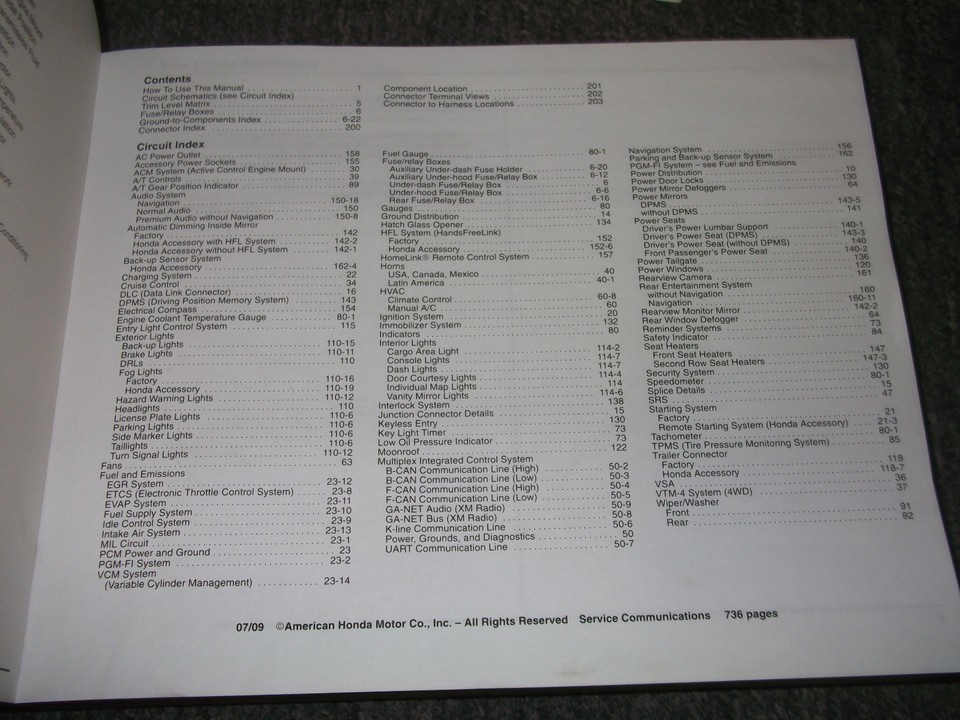 Contents
How To Use This Manual 1
Circuit Schematics (see Circuit Index)
Trim Level Matrix 5
Fuse/Relay Boxes 6
Ground-to-Components Index 6-22
Connector Index 200
Component Location 201
Connector Terminal Views 202
Connector to Harness Locations 203
Circuit Index
AC Power Outlet 158
Accessory Power Sockets 155
ACM System (Active Control Engine Mount) 30
A/T Controls 39
A/T Gear Position Indicator 89
Audio System
Navigation 150-18
Normal Audio 150
Premium Audio without Navigation 150-8
Automatic Dimming Inside Mirror
Factory 142
Honda Accessory with HFL System 142-2
Honda Accessory without HFL System 142-1
Back-up Sensor System
Honda Accessory 162-4
Charging System 22
Cruise Control 34
DLC (Data Link Connector) 16
DPMS (Driving Position Memory System) 143
Electrical Compass 154
Engine Coolant Temperature Gauge 80-1
Entry Light Control System 115
Exterior Lights
Back-up Lights 110-15
Brake Lights 110-11
DRLs 110
Fog Lights
Factory 110-16
Honda Accessory 110-19
Hazard Warning Lights 110-12
Headlights 110
License Plate Lights 110-6
Parking Lights 110-6
Side Marker Lights 110-6
Taillights 110-6
Turn Signal Lights 110-12
Fans 63
Fuel and Emissions
EGR System 23-12
ETCS (Electronic Throttle Control System) 23-8
EVAP System 23-11
Fuel Supply System 23-10
Idle Control System 23-9
Intake Air System 23-13
MIL Circuit 23-1
PCM Power and Ground 23
PGM-FI System 23-2
VCM System
(Variable Cylinder Management) 23-14
Fuel Gauge 80-1
Fuse/relay Boxes
Auxiliary Under-dash Fuse Holder 6-20
Auxiliary Under-hood Fuse/Relay Box 6-12
Under-dash Fuse/Relay Box 6
Under-hood Fuse/Relay Box 6-6
Rear Fuse/Relay Box 6-16
Gauges 80
Ground Distribution 14
Hatch Glass Opener 134
HFL System (HandsFreeLink)
Factory 152
Honda Accessory 152-6
HomeLink® Remote Control System 157
Horns
USA, Canada, Mexico 40
Latin America 40-1
HVAC
Climate Control 60-8
Manual A/C 60
Ignition System 20
Immobilizer System 132
Indicators 80
Interior Lights
Cargo Area Light 114-2
Console Lights 114-7
Dash Lights 114-7
Door Courtesy Lights 114-4
Individual Map Lights 114
Vanity Mirror Lights 114-6
Interlock System 138
Junction Connector Details 15
Keyless Entry 130
Key Light Timer 73
Low Oil Pressure Indicator 73
Moonroof 122
Multiplex Integrated Control System
B-CAN Communication Line (High) 50-2
B-CAN Communication Line (Low) 50-3
F-CAN Communication Line (High) 50-4
F-CAN Communication Line (Low) 50-5
GA-NET Audio (XM Radio) 50-9
GA-NET Bus (XM Radio) 50-8
K-line Communication Line 50-6
Power, Grounds, and Diagnostics 50
UART Communication Line 50-7
Navigation System 156
Parking and Back-up Sensor System 162
PGM-FI System – see Fuel and Emissions
Power Distribution 10
Power Door Locks 130
Power Mirror Defoggers 64
Power Mirrors
DPMS 143-5
without DPMS 141
Power Seats
Driver's Power Lumbar Support 140-1
Driver's Power Seat (DPMS) 143-3
Driver's Power Seat (without DPMS) 140
Front Passenger's Power Seat 140-2
Power Tailgate 136
Power Windows 120
Rearview Camera 161
Rear Entertainment System
without Navigation 160
Navigation 160-11
Rearview Monitor Mirror 142-2
Rear Window Defogger 64
Reminder Systems 73
Safety Indicator 84
Seat Heaters
Front Seat Heaters 147
Second Row Seat Heaters 147-3
Security System 130
Speedometer 80-1
Splice Details 15
SRS 47
Starting System
Factory 21
Remote Starting System (Honda Accessory) 21-3
Tachometer 80-1
TPMS (Tire Pressure Monitoring System) 85
Trailer Connector
Factory 118
Honda Accessory 118-7
VSA 36
VTM-4 System (4WD) 37
Wiper/Washer
Front 91
Rear 92
07/09 ©American Honda Motor Co., Inc. – All Rights Reserved Service Communications 736 pages